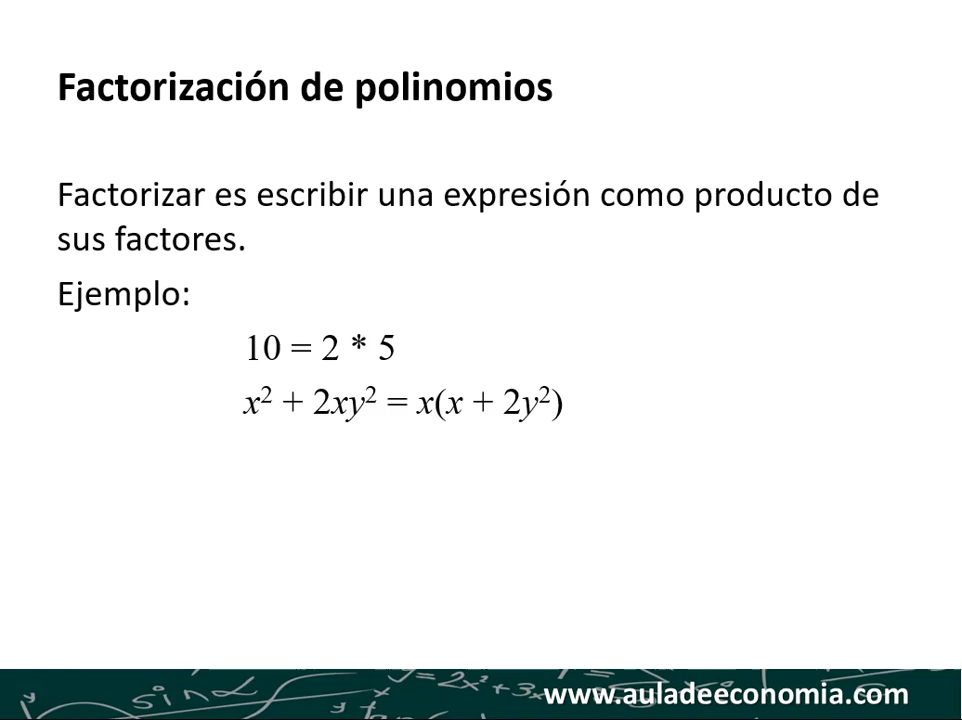 Factorización de polinomios
Factorizar es escribir una expresión como producto de
sus factores.
Ejemplo:
10 = 2 * 5
x² + 2xy² = x(x + 2y²)
sinα
www.auladeeconomia.com